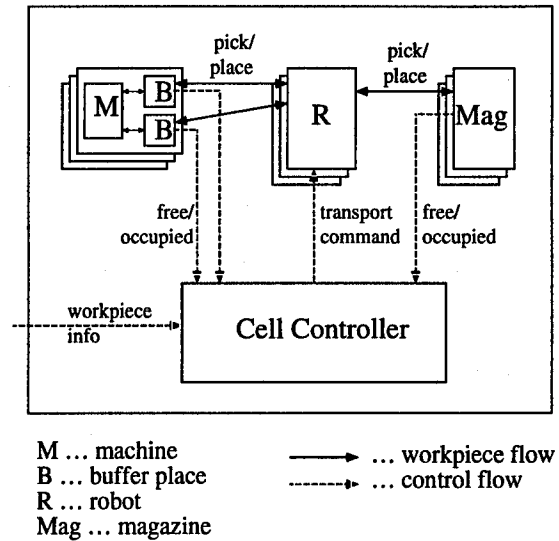 pick/
place
pick/
place
M
B
B
R
Mag
free/
occupied
transport
command
free/
occupied
workpiece
info
Cell Controller
M ... machine
B ... buffer place
R ... robot
Mag ... magazine
... workpiece flow
... control flow